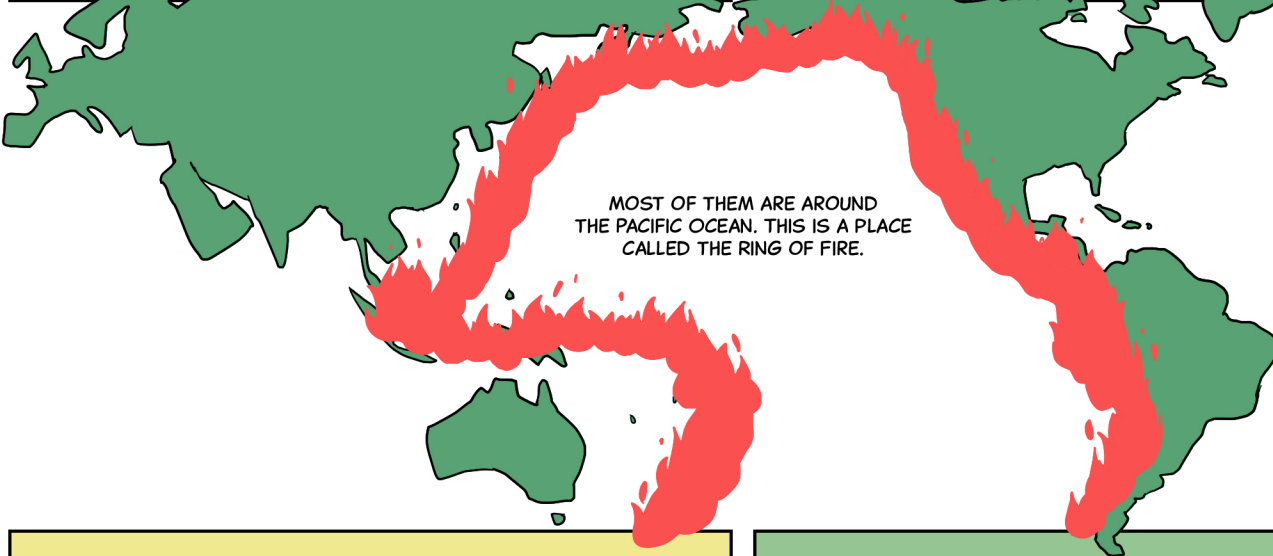 MOST OF THEM ARE AROUND
THE PACIFIC OCEAN. THIS IS A PLACE
CALLED THE RING OF FIRE.